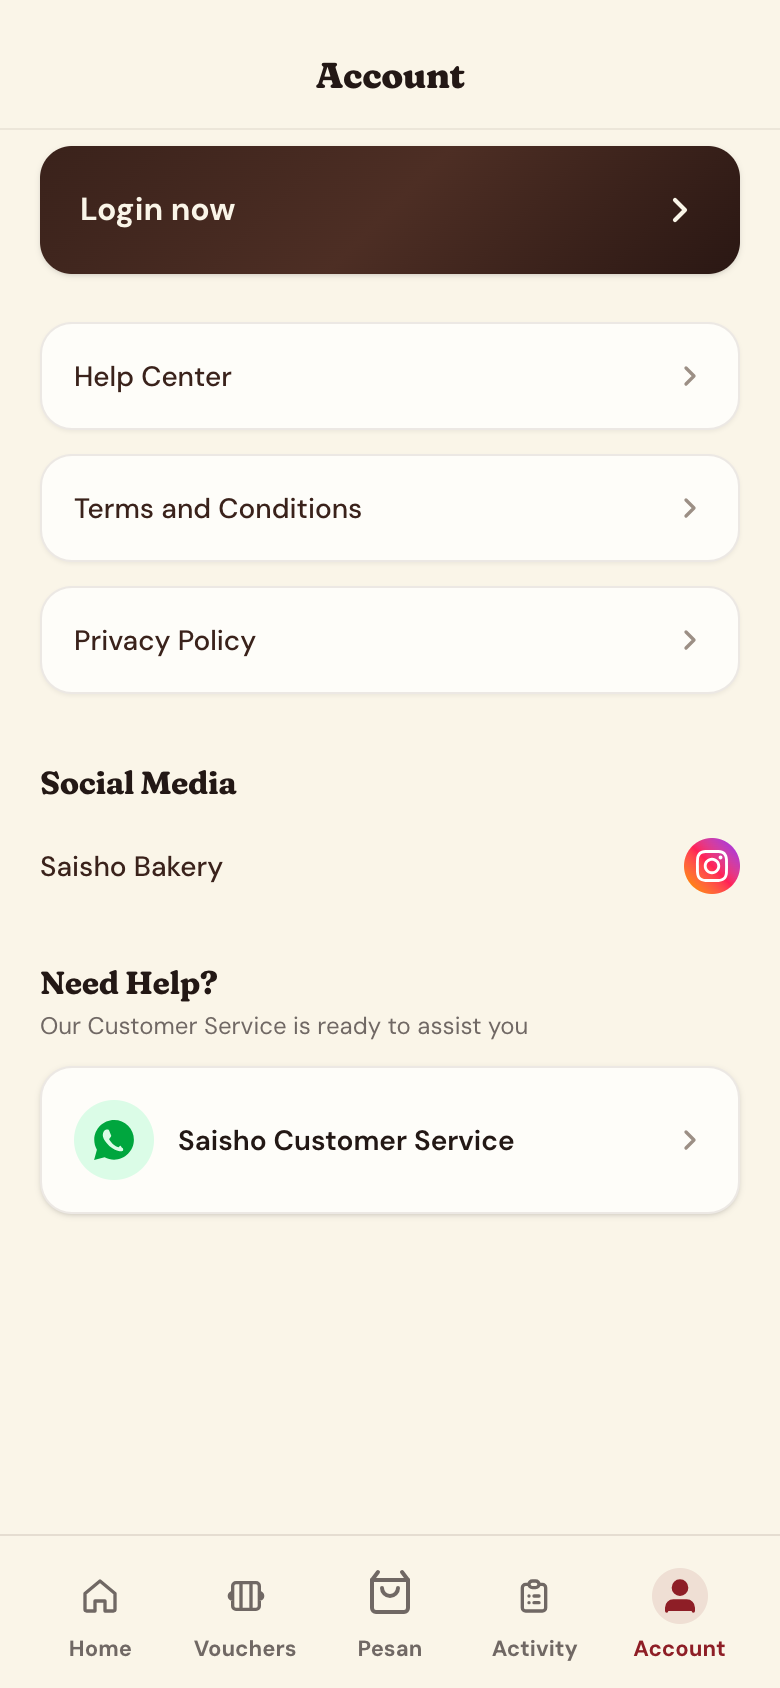 Account
Login now
Help Center
Terms and Conditions
Privacy Policy
Social Media
Saisho Bakery
Need Help?
Our Customer Service is ready to assist you
Saisho Customer Service
Home
Vouchers
Pesan
Activity
Account